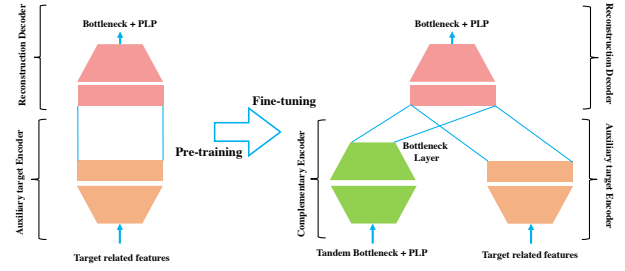 Bottleneck + PLP
Reconstruction Decoder
Auxiliary target Encoder
Target related features
Fine-tuning
Pre-training
Bottleneck + PLP
Reconstruction Decoder
Complementary Encoder
Bottleneck
Layer
Auxiliary target Encoder
Tandem Bottleneck + PLP
Target related features